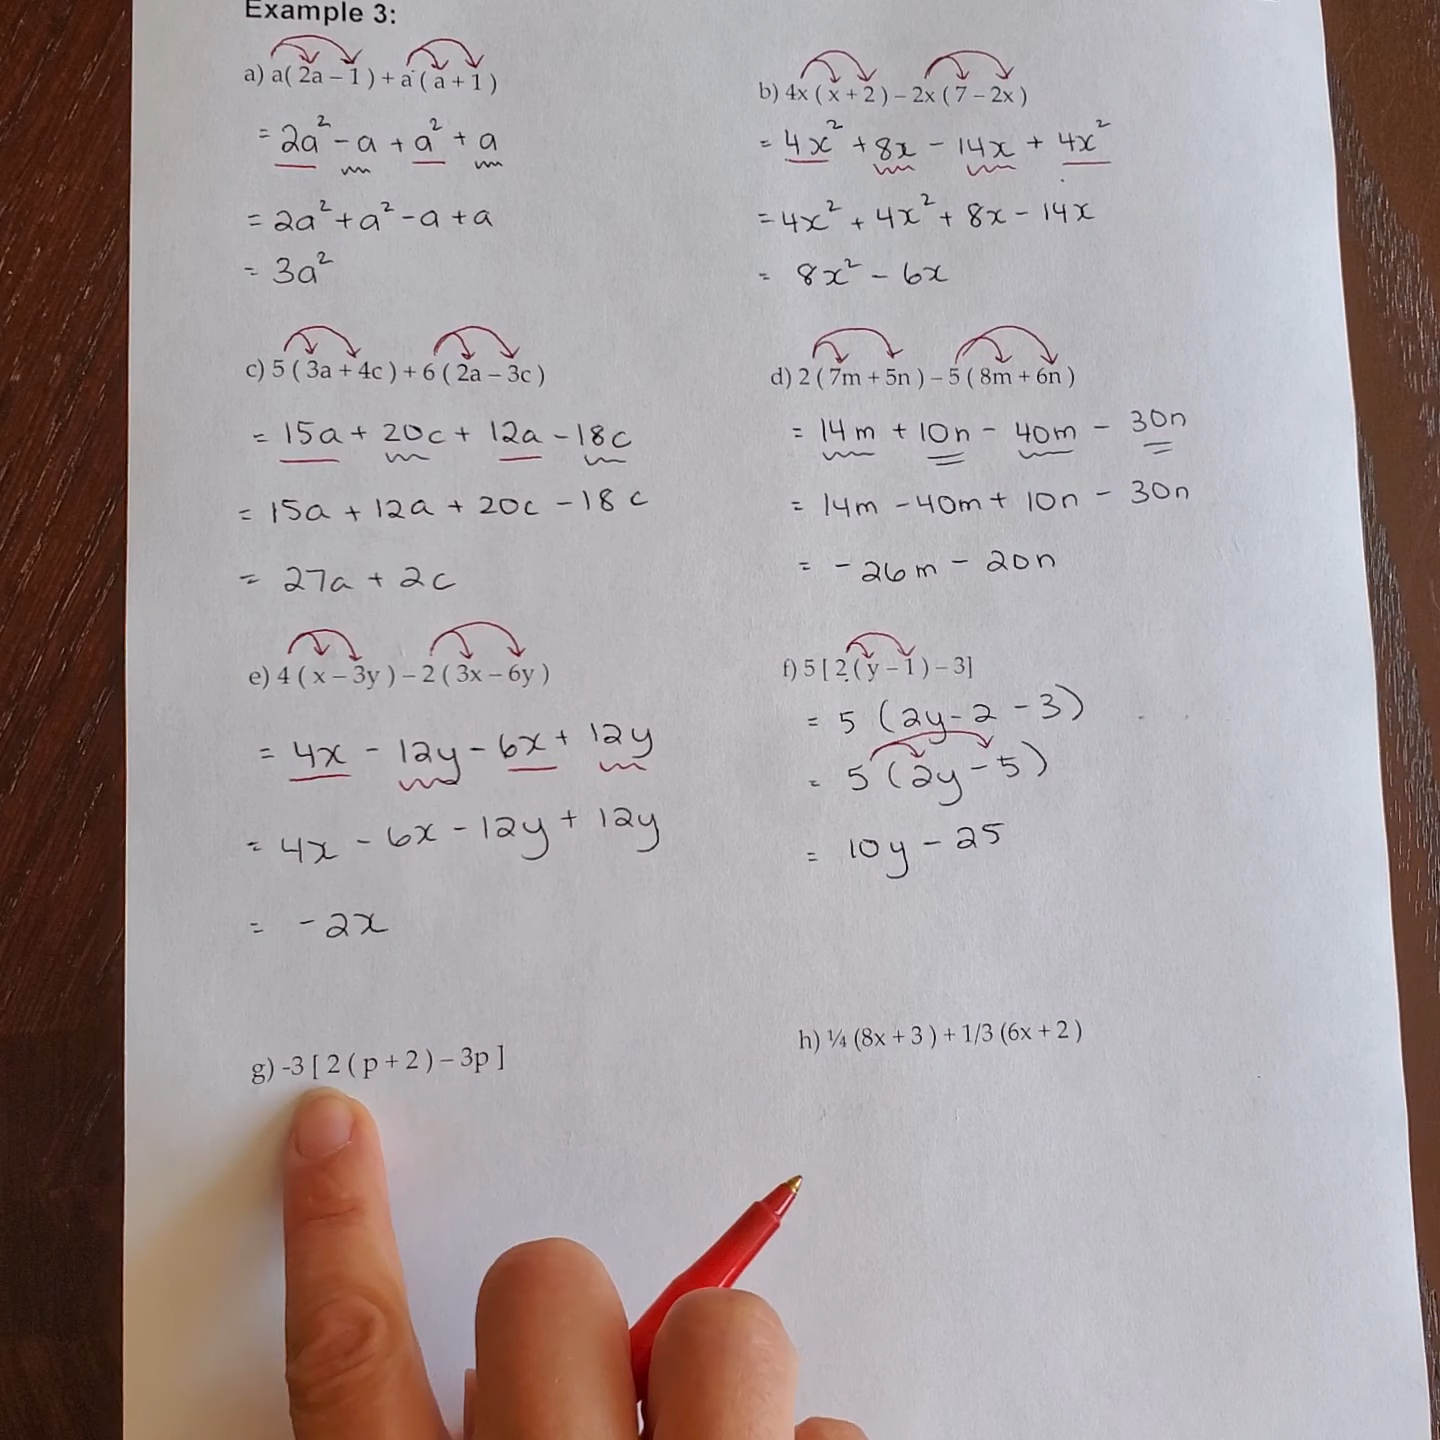 Example 3:
a) a( 2a – 1 ) + a ( a + 1 )
= 2a² - a + a² + a
= 2a² + a² - a + a
= 3a²
b) 4x ( x + 2 ) – 2x ( 7 – 2x )
= 4x² + 8x - 14x + 4x²
= 4x² + 4x² + 8x - 14x
= 8x² - 6x
c) 5 ( 3a + 4c ) + 6 ( 2a – 3c )
= 15a + 20c + 12a - 18c
= 15a + 12a + 20c - 18c
= 27a + 2c
d) 2 ( 7m + 5n ) – 5 ( 8m + 6n )
= 14m + 10n - 40m - 30n
= 14m - 40m + 10n - 30n
= -26m - 20n
e) 4 ( x – 3y ) – 2 ( 3x – 6y )
= 4x - 12y - 6x + 12y
= 4x - 6x - 12y + 12y
= -2x
f) 5 [ 2 ( y – 1 ) – 3]
= 5 (2y - 2 - 3)
= 5 (2y - 5)
= 10y - 25
g) -3 [ 2 ( p + 2 ) – 3p ]
h) ¼ (8x + 3 ) + 1/3 (6x + 2 )